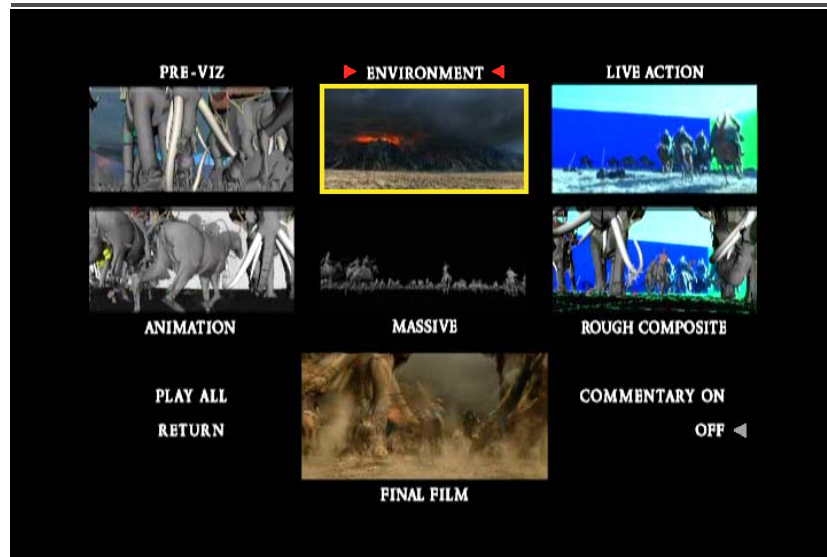 PRE-VIZ
ENVIRONMENT
LIVE ACTION
ANIMATION
MASSIVE
ROUGH COMPOSITE
PLAY ALL
COMMENTARY ON
RETURN
OFF
FINAL FILM